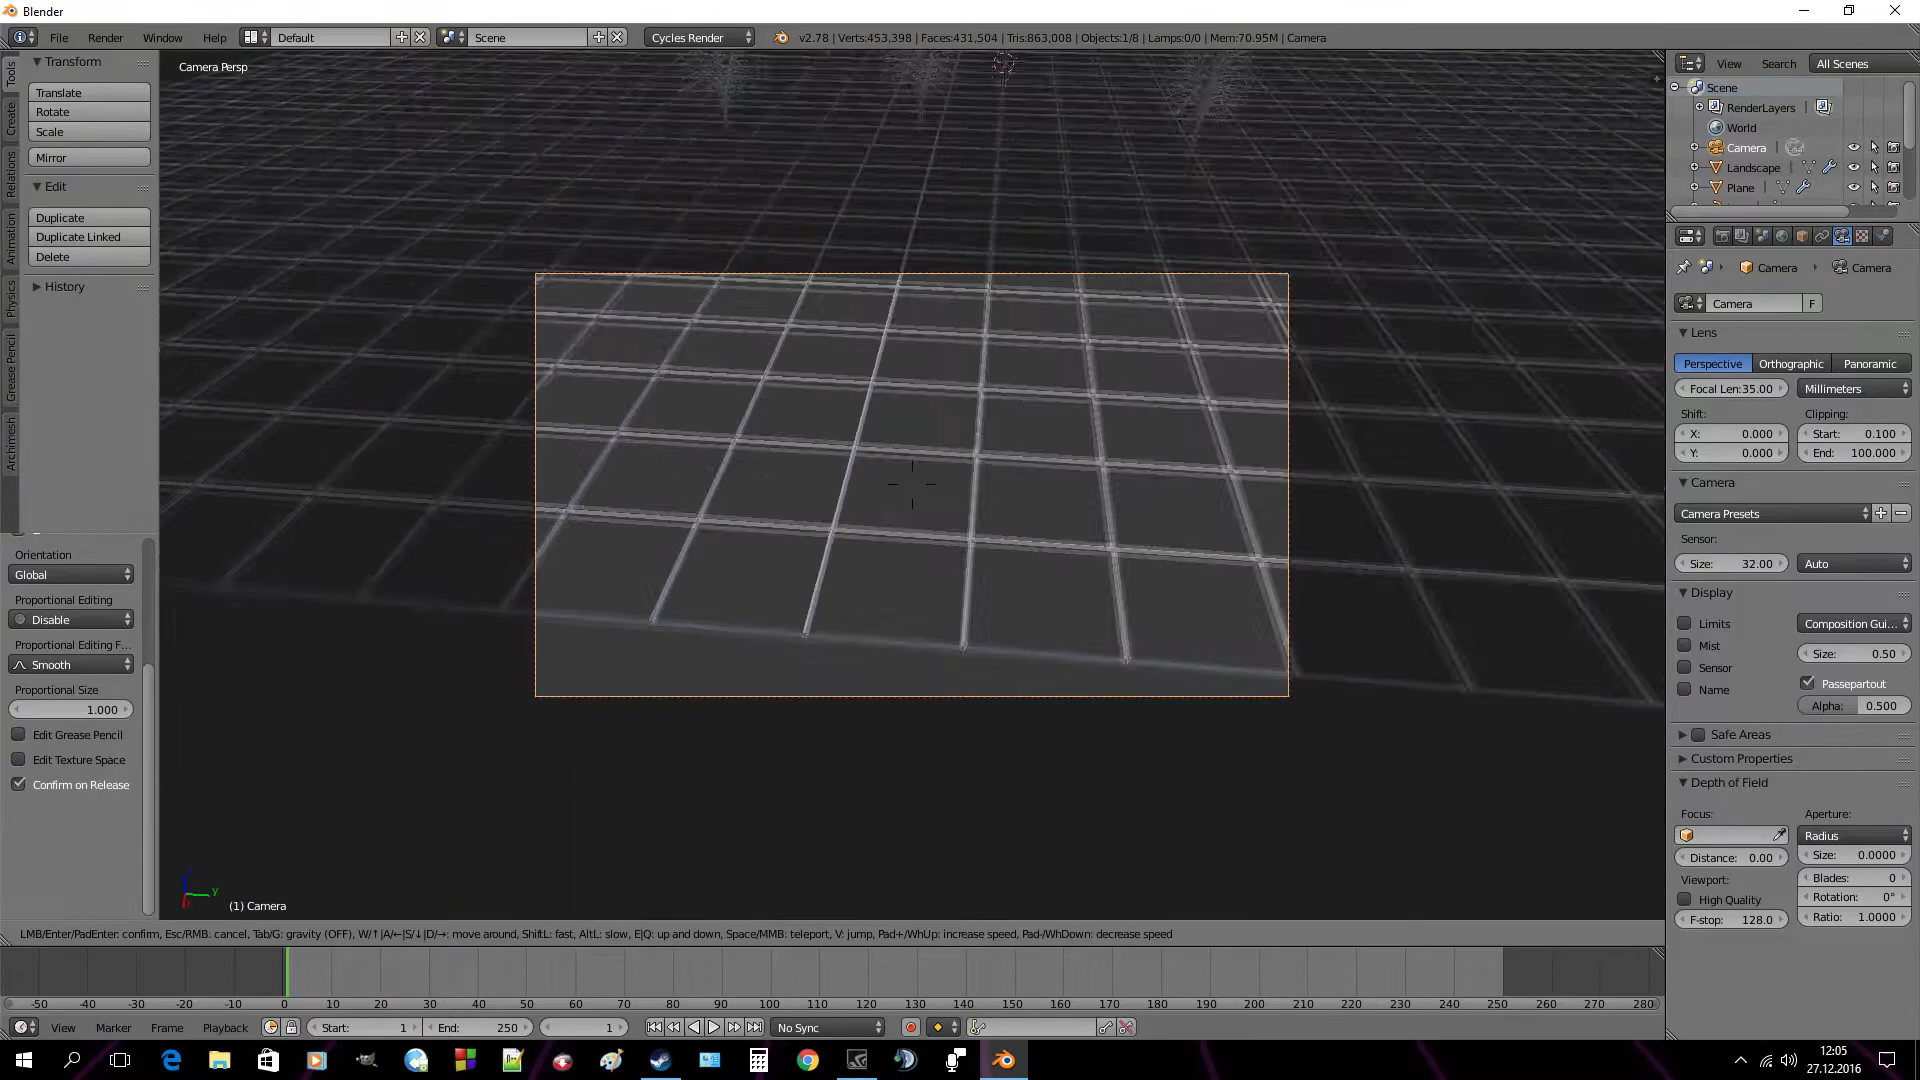 Blender
File Render Window Help Default Scene Cycles Render v2.78 | Verts:453,398 | Faces:431,504 | Tris:863,008 | Objects:1/8 | Lamps:0/0 | Mem:70.95M | Camera
Tools
Create
Relations
Animation
Physics
Grease Pencil
Archimesh
Transform
Translate
Rotate
Scale
Mirror
Edit
Duplicate
Duplicate Linked
Delete
History
Orientation
Global
Proportional Editing
Disable
Proportional Editing F...
Smooth
Proportional Size
1.000
Edit Grease Pencil
Edit Texture Space
Confirm on Release
Camera Persp
y
(1) Camera
View Search All Scenes
Scene
RenderLayers
World
Camera
Landscape
Plane
Camera Camera
Camera F
Lens
Perspective Orthographic Panoramic
Focal Len:35.00 Millimeters
Shift: Clipping:
X: 0.000 Start: 0.100
Y: 0.000 End: 100.000
Camera
Camera Presets
Sensor:
Size: 32.00 Auto
Display
Limits Composition Gui...
Mist Size: 0.50
Sensor Passepartout
Name Alpha: 0.500
Safe Areas
Custom Properties
Depth of Field
Focus: Aperture:
Radius
Distance: 0.00 Size: 0.0000
Viewport: Blades: 0
High Quality Rotation: 0°
F-stop: 128.0 Ratio: 1.0000
LMB/Enter/PadEnter: confirm, Esc/RMB: cancel, Tab/G: gravity (OFF), W/↑|A/←|S/↓|D/→: move around, ShiftL: fast, AltL: slow, E|Q: up and down, Space/MMB: teleport, V: jump, Pad+/WhUp: increase speed, Pad-/WhDown: decrease speed
-50 -40 -30 -20 -10 0 10 20 30 40 50 60 70 80 90 100 110 120 130 140 150 160 170 180 190 200 210 220 230 240 250 260 270 280
View Marker Frame Playback Start: 1 End: 250 1 No Sync
12:05
27.12.2016